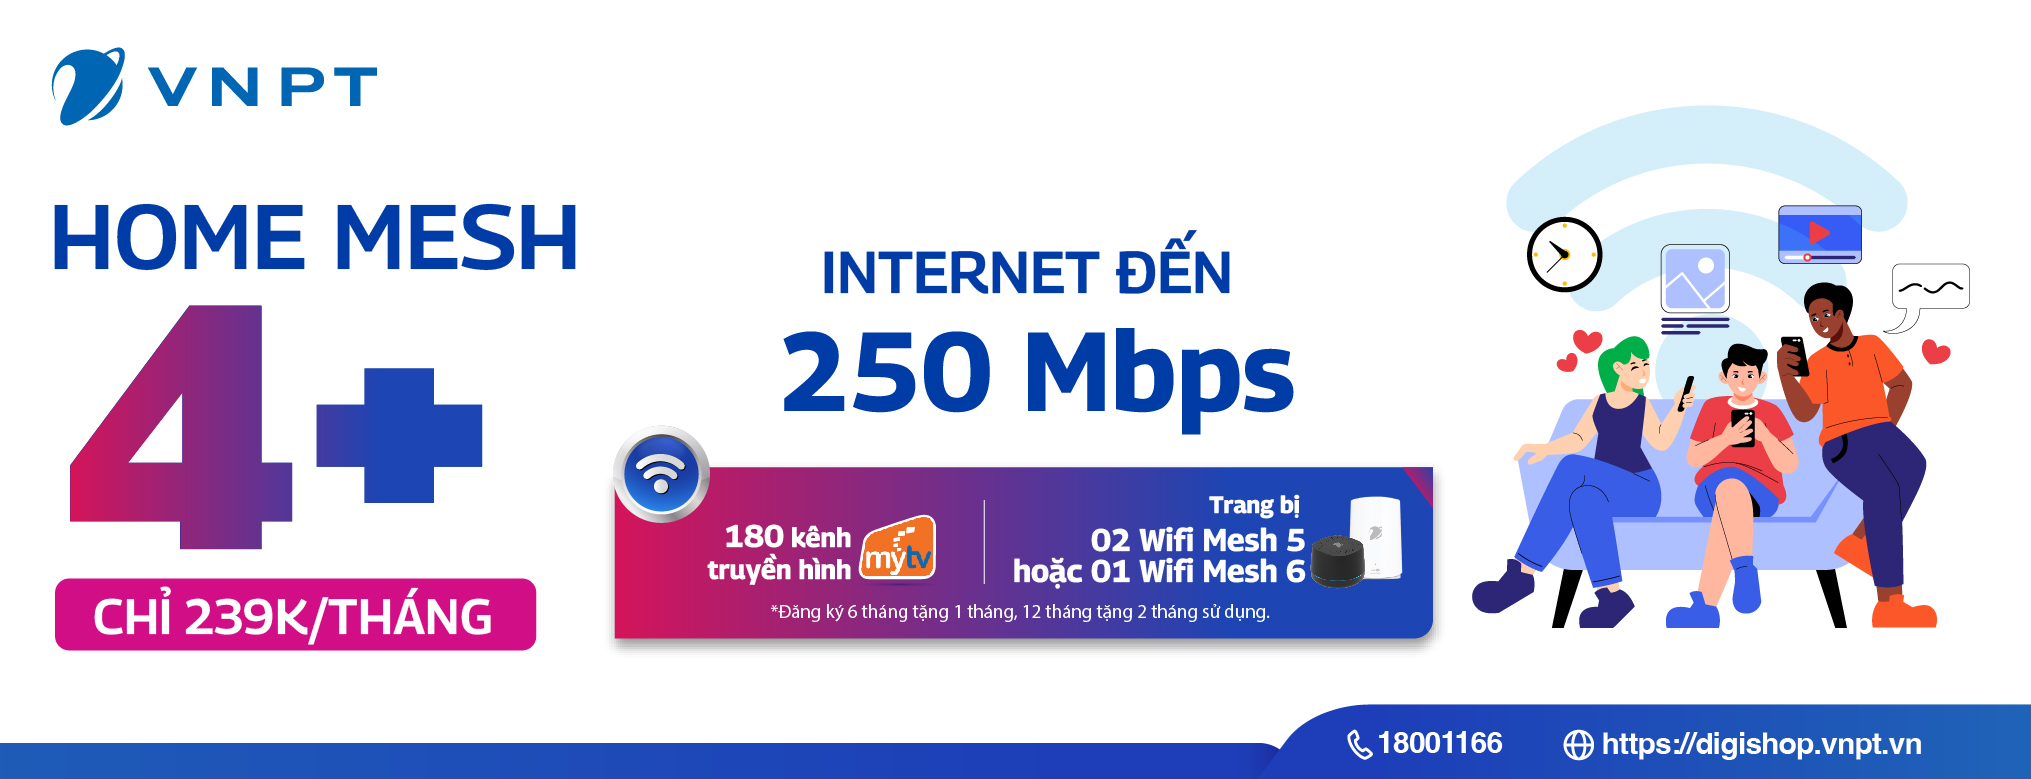 VNPT
HOME MESH
4+
CHỈ 239K/THÁNG
INTERNET ĐẾN
250 Mbps
180 kênh
truyền hình
mytv
Trang bị
02 Wifi Mesh 5
hoặc 01 Wifi Mesh 6
*Đăng ký 6 tháng tặng 1 tháng, 12 tháng tặng 2 tháng sử dụng.
18001166
https://digishop.vnpt.vn